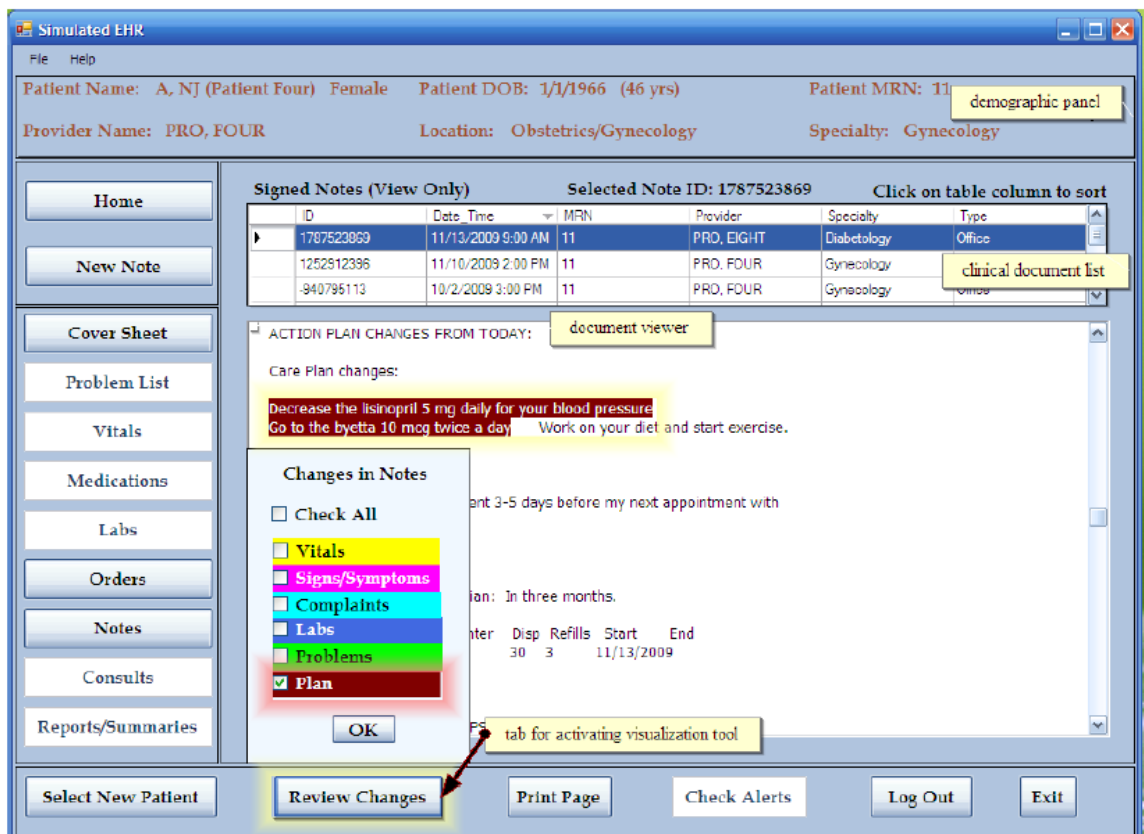 Simulated EHR
File Help
Patient Name: A, NJ (Patient Four) Female Patient DOB: 1/1/1966 (46 yrs) Patient MRN: 11
demographic panel
Provider Name: PRO, FOUR Location: Obstetrics/Gynecology Specialty: Gynecology
Home
New Note
Cover Sheet
Problem List
Vitals
Medications
Labs
Orders
Notes
Consults
Reports/Summaries
Signed Notes (View Only) Selected Note ID: 1787523869 Click on table column to sort
ID Date_Time MRN Provider Specialty Type
1787523869 11/13/2009 9:00 AM 11 PRO, EIGHT Diabetology Office
1252912396 11/10/2009 2:00 PM 11 PRO, FOUR Gynecology
-940795113 10/2/2009 3:00 PM 11 PRO, FOUR Gynecology Office
clinical document list
document viewer
ACTION PLAN CHANGES FROM TODAY:
Care Plan changes:
Decrease the lisinopril 5 mg daily for your blood pressure
Go to the byetta 10 mcg twice a day Work on your diet and start exercise.
ent 3-5 days before my next appointment with
ian: In three months.
nter Disp Refills Start End
30 3 11/13/2009
PS
Changes in Notes
Check All
Vitals
Signs/Symptoms
Complaints
Labs
Problems
Plan
OK
tab for activating visualization tool
Select New Patient Review Changes Print Page Check Alerts Log Out Exit